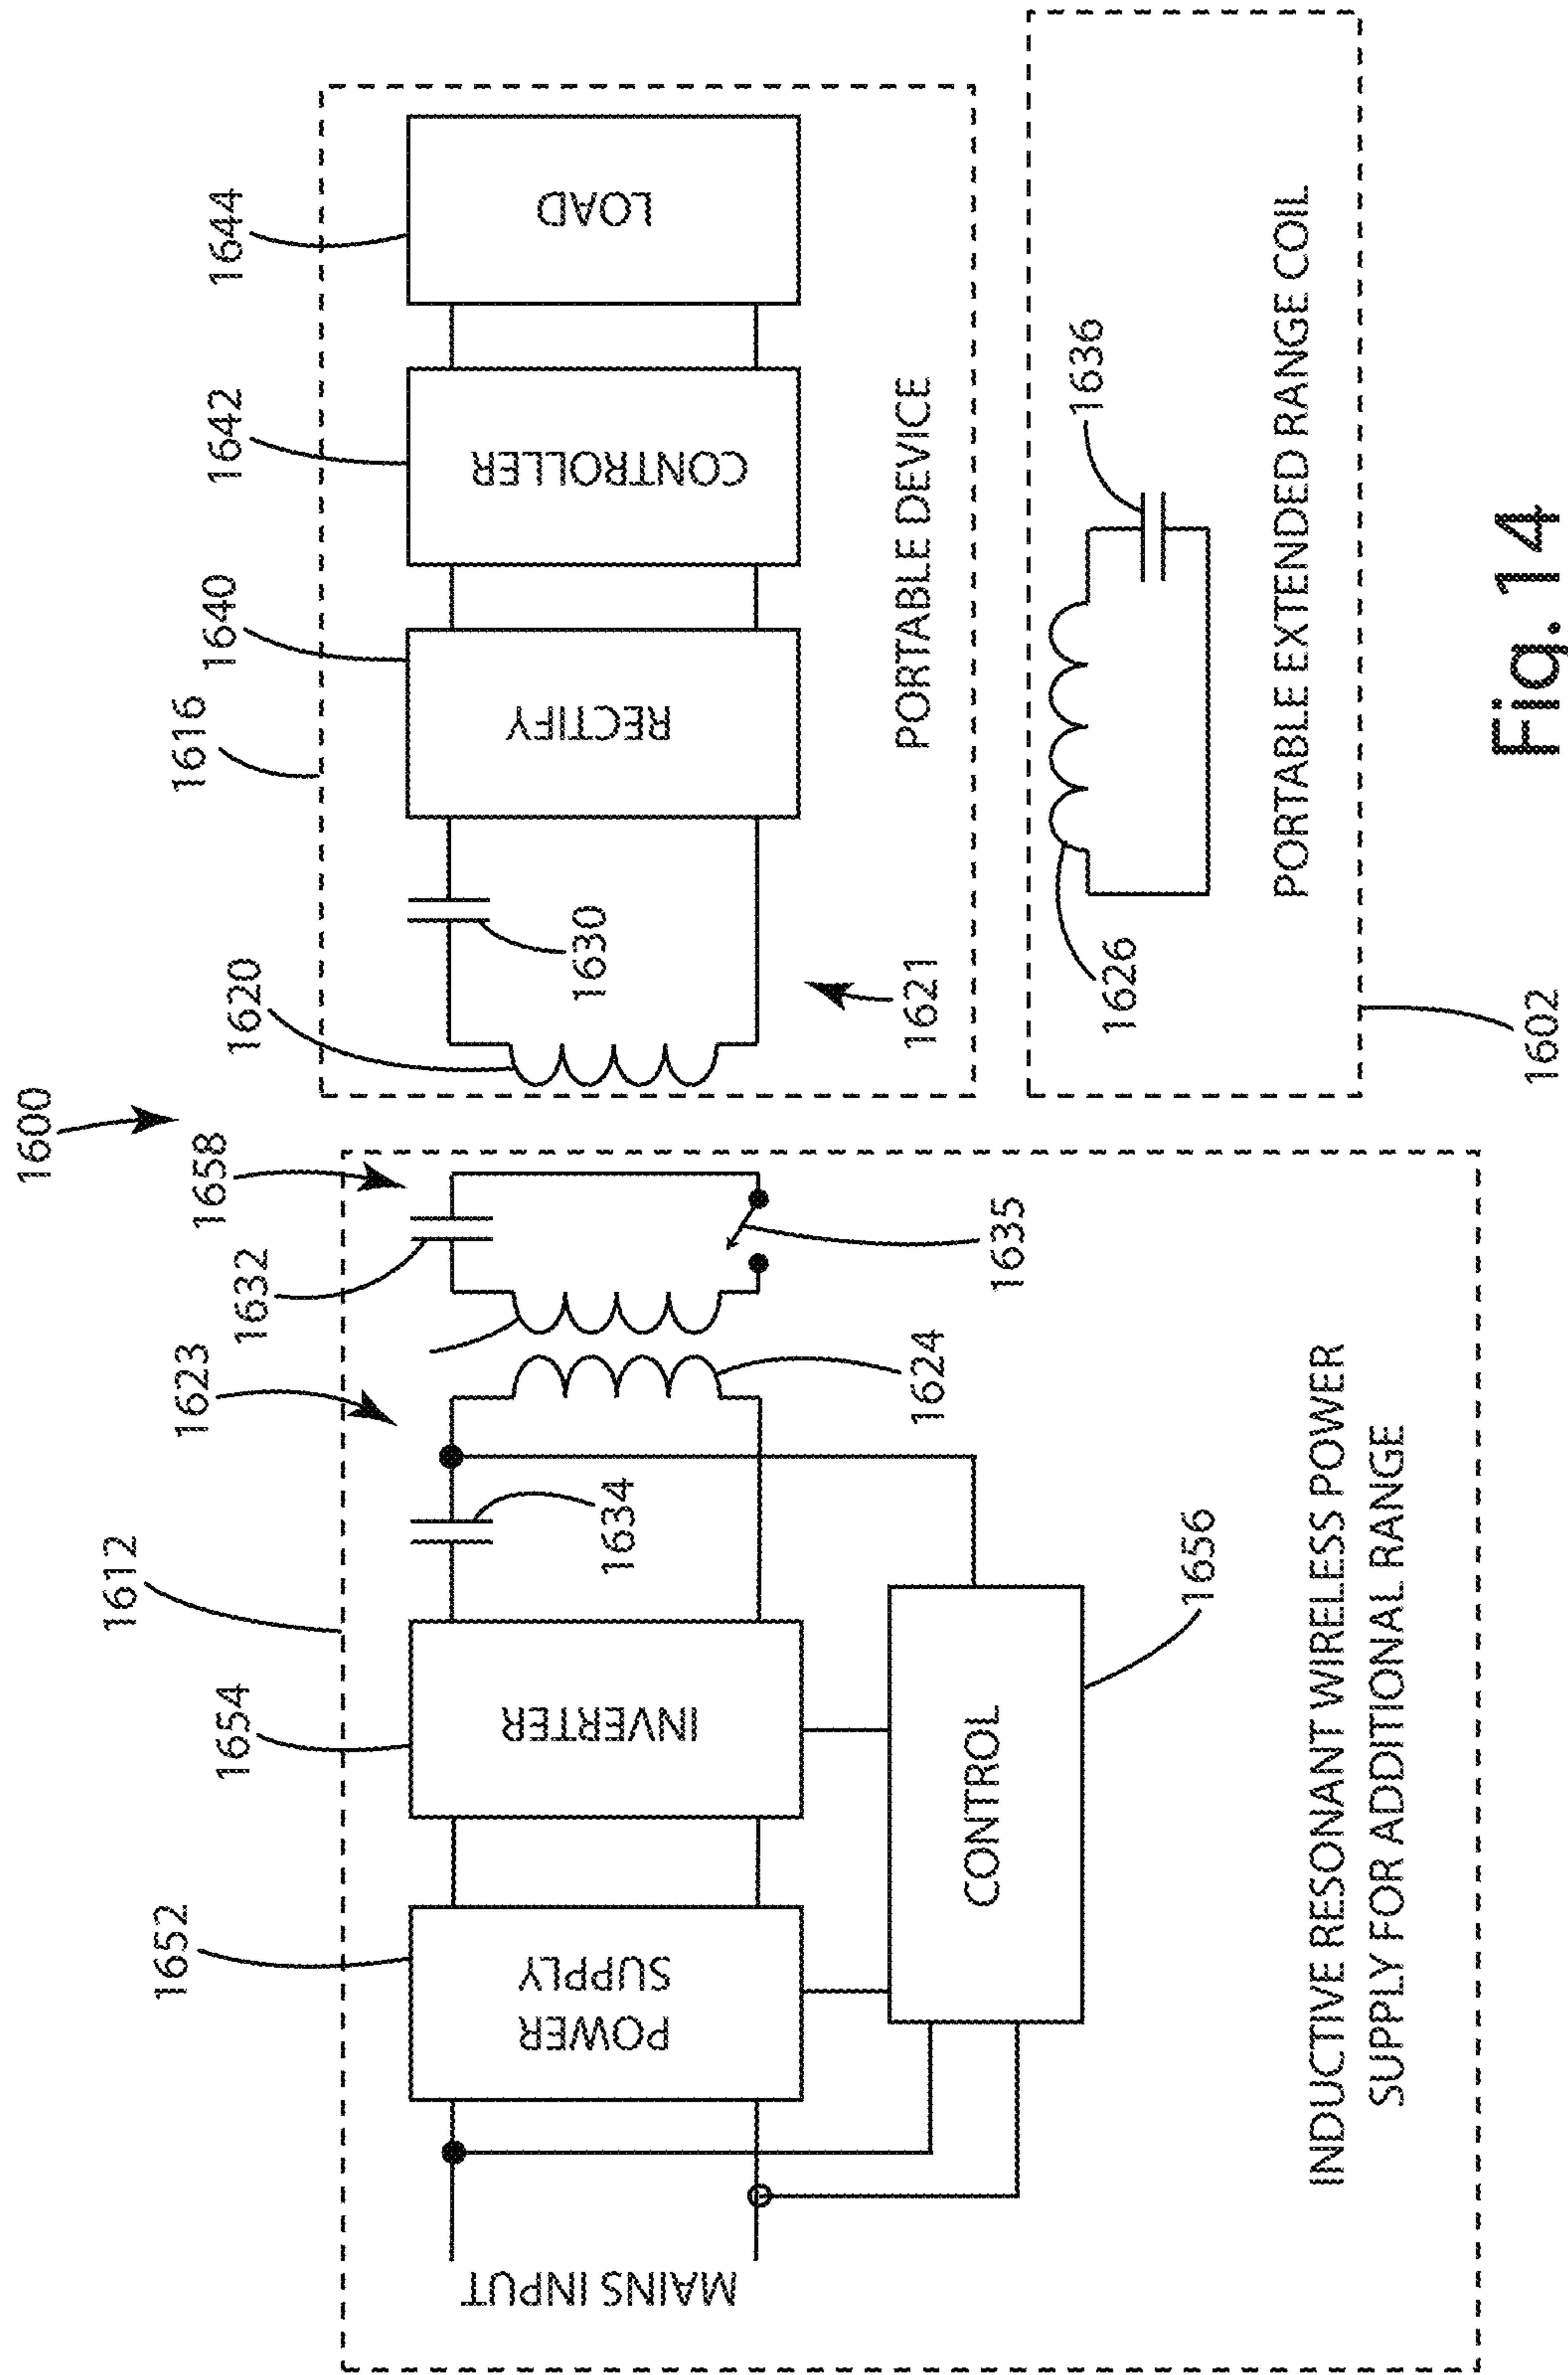 1600
1612
1652
1654
1623
1632
1658
1634
1624
1635
MAINS INPUT
POWER
SUPPLY
INVERTER
CONTROL
1656
INDUCTIVE RESONANT WIRELESS POWER
SUPPLY FOR ADDITIONAL RANGE
1616
1620
1640
1642
1644
1630
1621
RECTIFY
CONTROLLER
LOAD
PORTABLE DEVICE
1626
1636
PORTABLE EXTENDED RANGE COIL
1602
Fig. 14